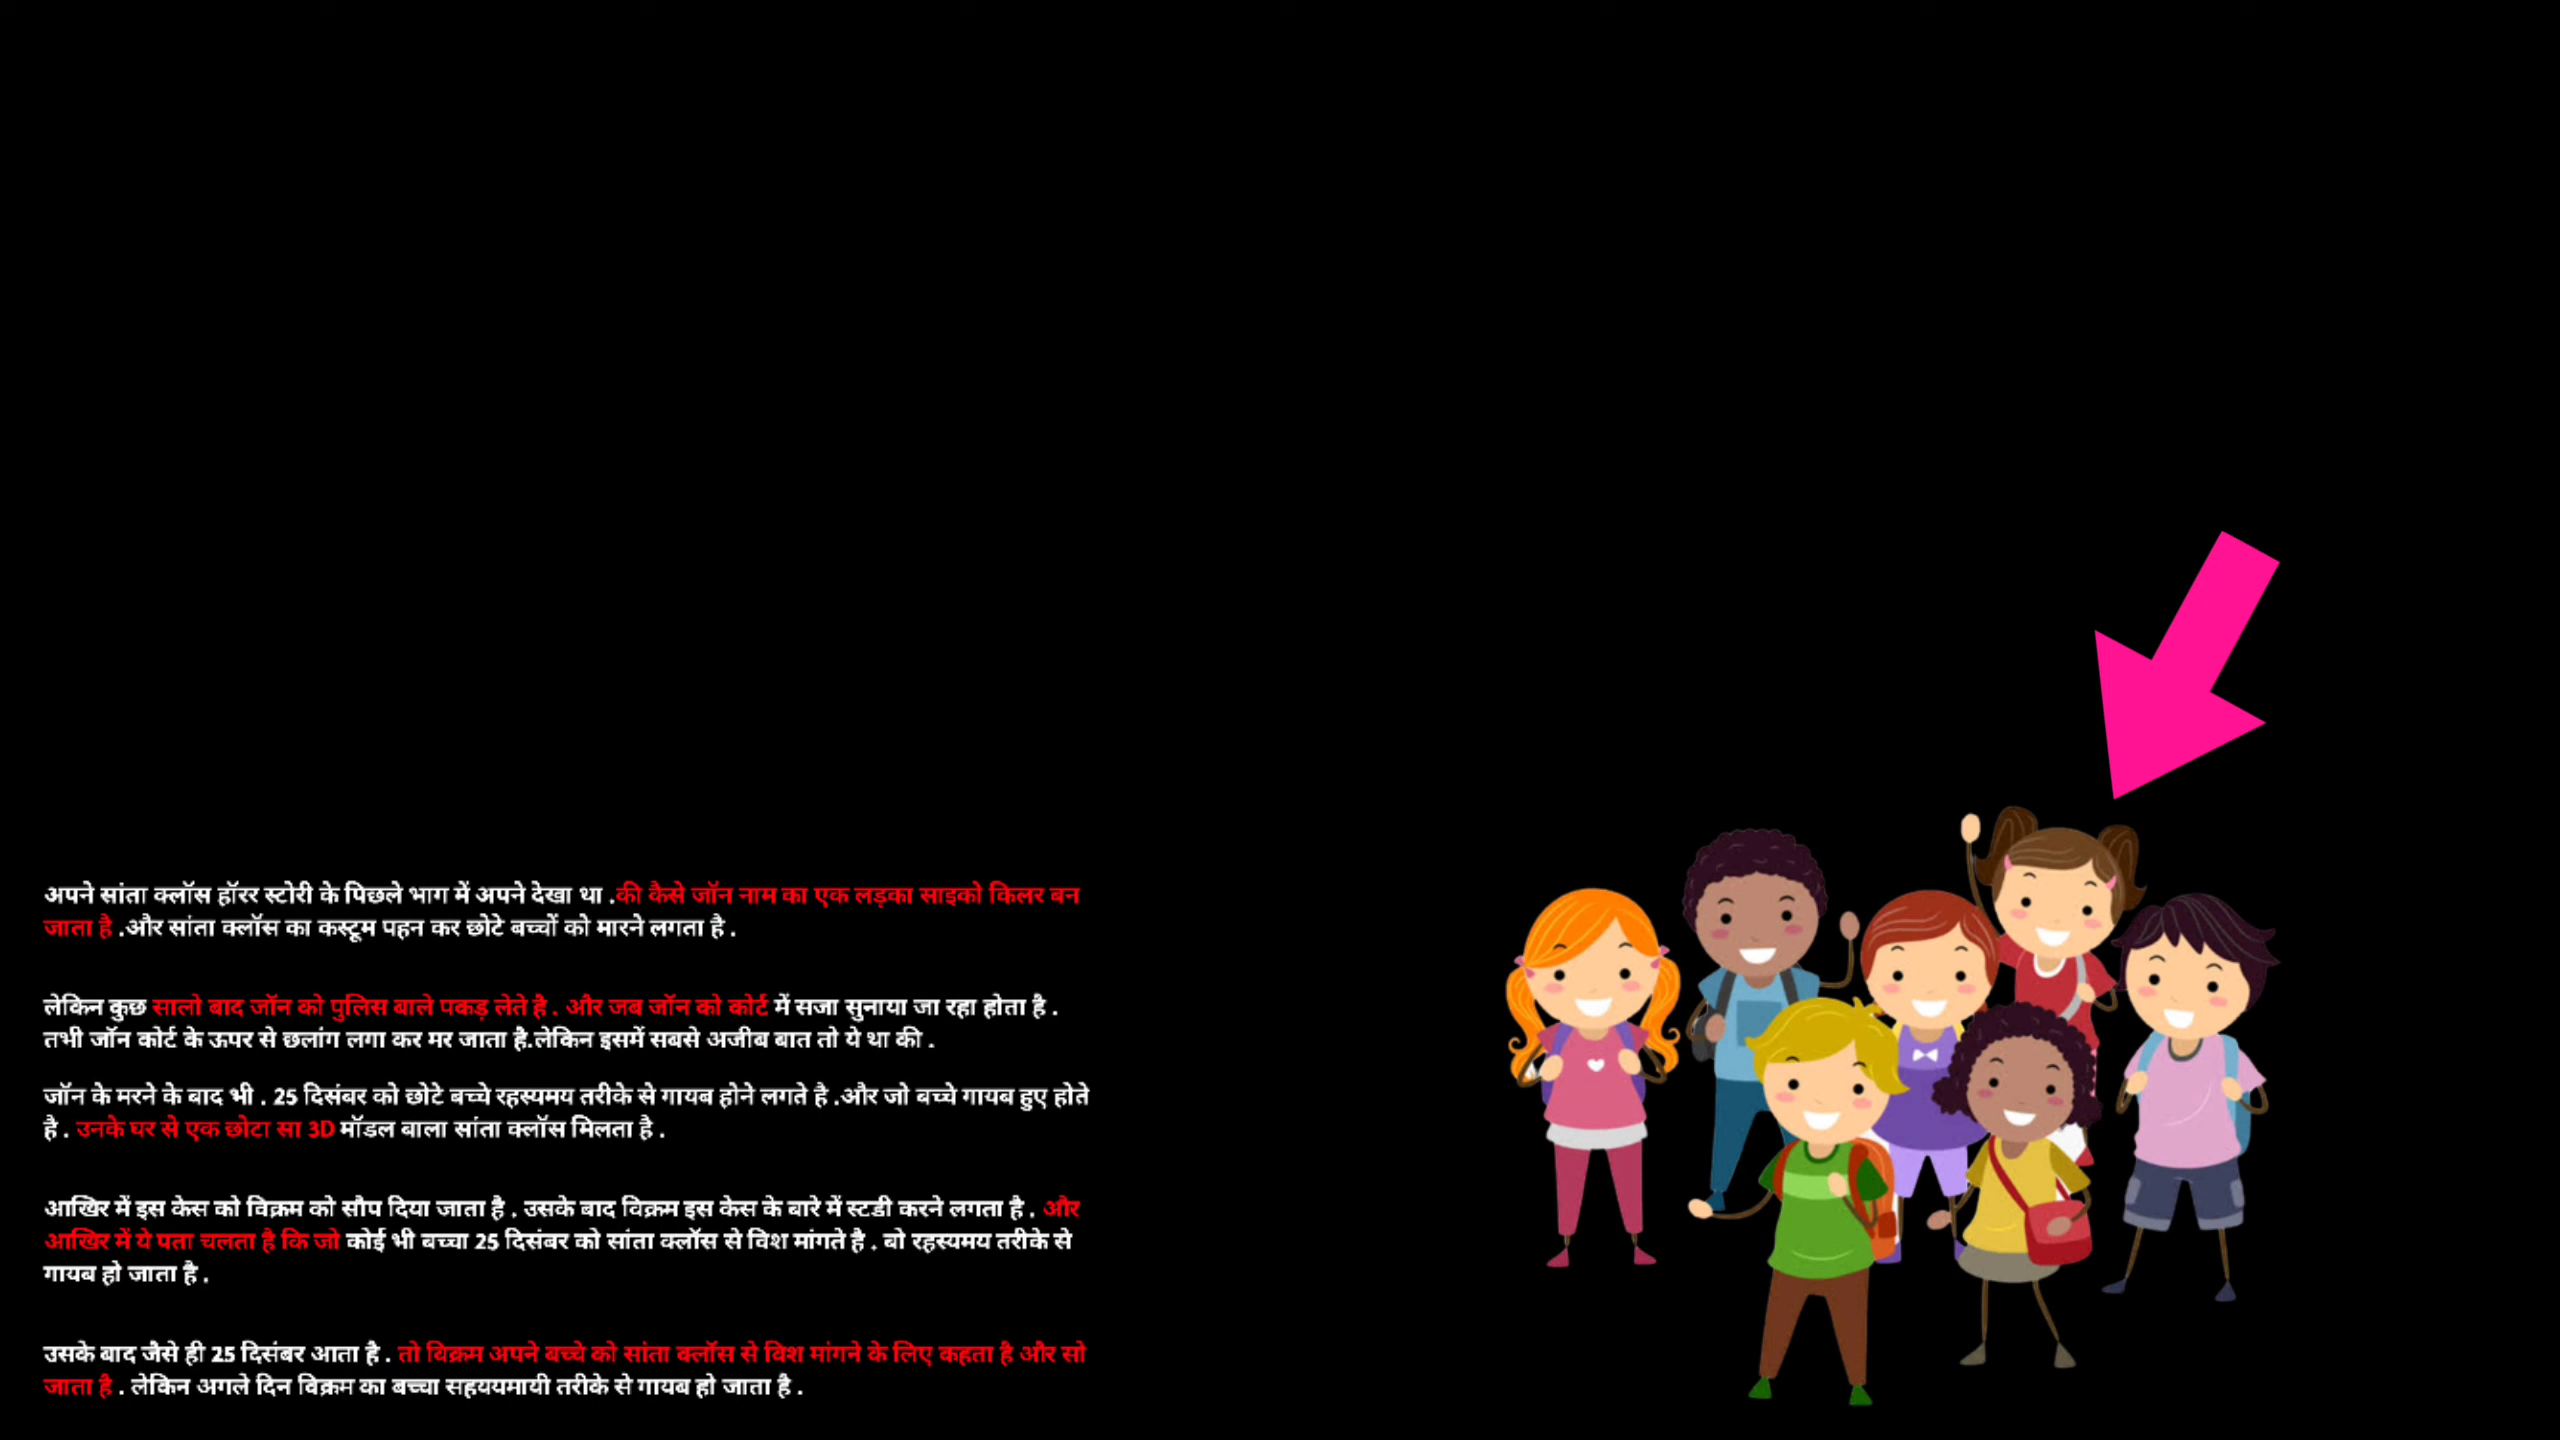 अपने सांता क्लॉस हॉरर स्टोरी के पिछले भाग में अपने देखा था .की कैसे जॉन नाम का एक लड़का साइको किलर बन
जाता है .और सांता क्लॉस का कस्टूम पहन कर छोटे बच्चों को मारने लगता है .
लेकिन कुछ सालो बाद जॉन को पुलिस बाले पकड़ लेते है . और जब जॉन को कोर्ट में सजा सुनाया जा रहा होता है .
तभी जॉन कोर्ट के ऊपर से छलांग लगा कर मर जाता है.लेकिन इसमें सबसे अजीब बात तो ये था की .
जॉन के मरने के बाद भी . 25 दिसंबर को छोटे बच्चे रहस्यमय तरीके से गायब होने लगते है .और जो बच्चे गायब हुए होते
है . उनके घर से एक छोटा सा 3D मॉडल बाला सांता क्लॉस मिलता है .
आखिर में इस केस को विक्रम को सौप दिया जाता है . उसके बाद विक्रम इस केस के बारे में स्टडी करने लगता है . और
आखिर में ये पता चलता है कि जो कोई भी बच्चा 25 दिसंबर को सांता क्लॉस से विश मांगते है . बो रहस्यमय तरीके से
गायब हो जाता है .
उसके बाद जैसे ही 25 दिसंबर आता है . तो विक्रम अपने बच्चे को सांता क्लॉस से विश मांगने के लिए कहता है और सो
जाता है . लेकिन अगले दिन विक्रम का बच्चा सहययमायी तरीके से गायब हो जाता है .